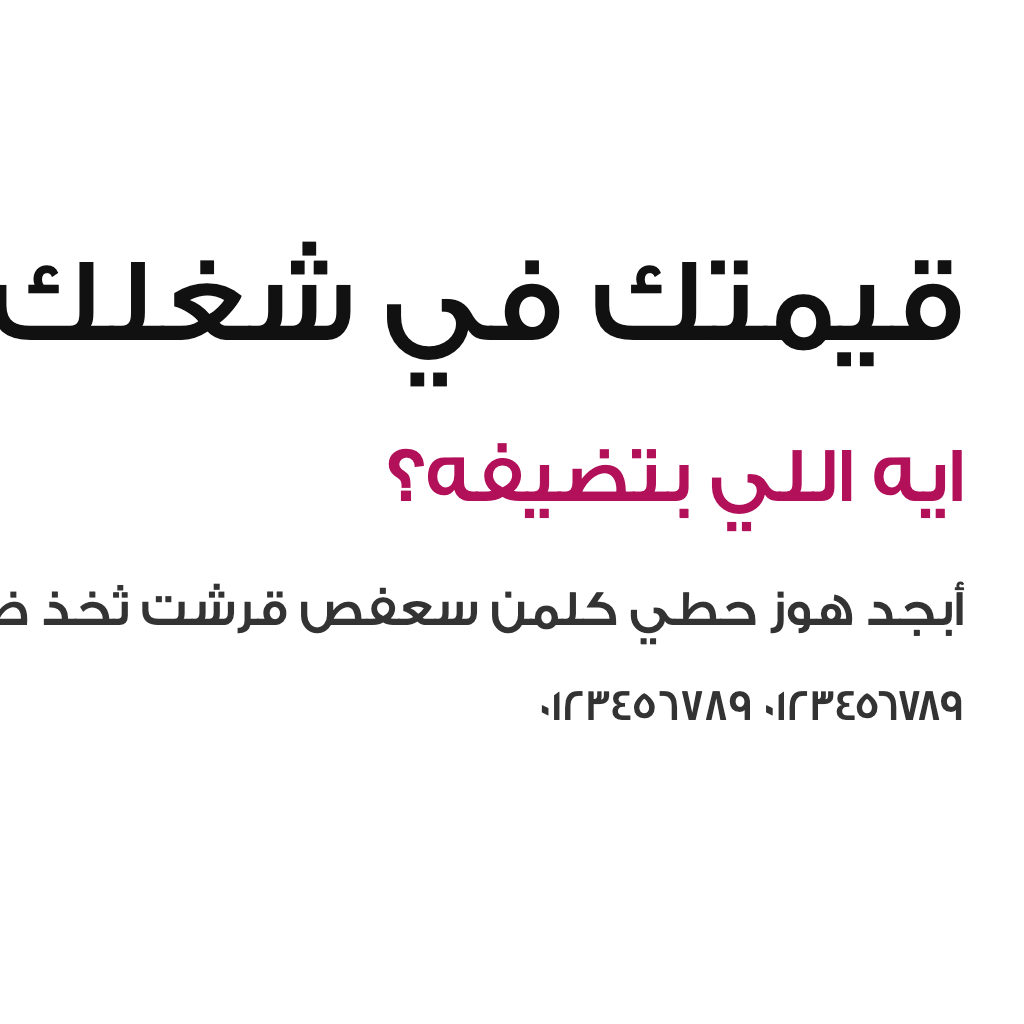 قيمتك في شغلك
ايه اللي بتضيفه؟
أبجد هوز حطي كلمن سعفص قرشت ثخذ
٠١٢٣٤٥٦٧٨٩ ٠١٢٣٤٥٦٧٨٩